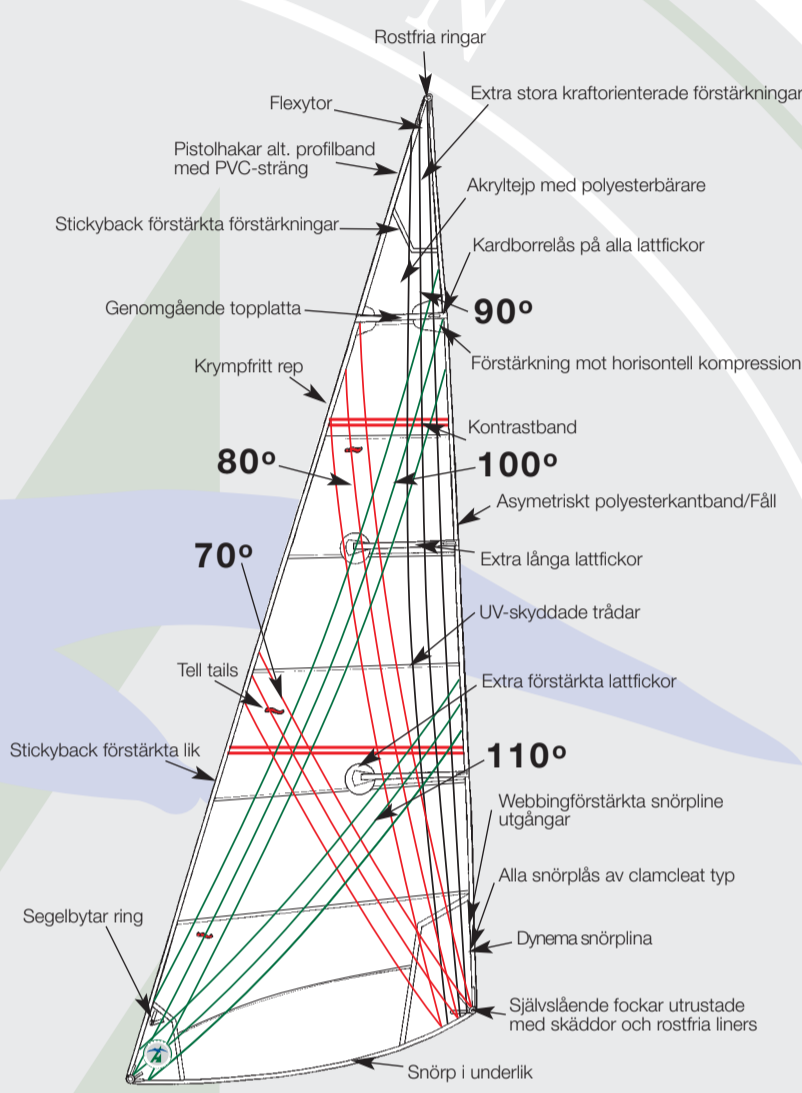 Rostfria ringar
Extra stora kraftorienterade förstärkningar
Flexytor
Pistolhakar alt. profilband
med PVC-sträng
Akryltejp med polyesterbärare
Stickyback förstärkta förstärkningar
Kardborrelås på alla lattfickor
Genomgående topplatta
90º
Förstärkning mot horisontell kompression
Krympfritt rep
Kontrastband
80º
100º
Asymetriskt polyesterkantband/Fåll
70º
Extra långa lattfickor
UV-skyddade trådar
Tell tails
Extra förstärkta lattfickor
Stickyback förstärkta lik
110º
Webbingförstärkta snörpline
utgångar
Alla snörplås av clamcleat typ
Segelbytar ring
Dynema snörplina
Självslående fockar utrustade
med skäddor och rostfria liners
Snörp i underlik